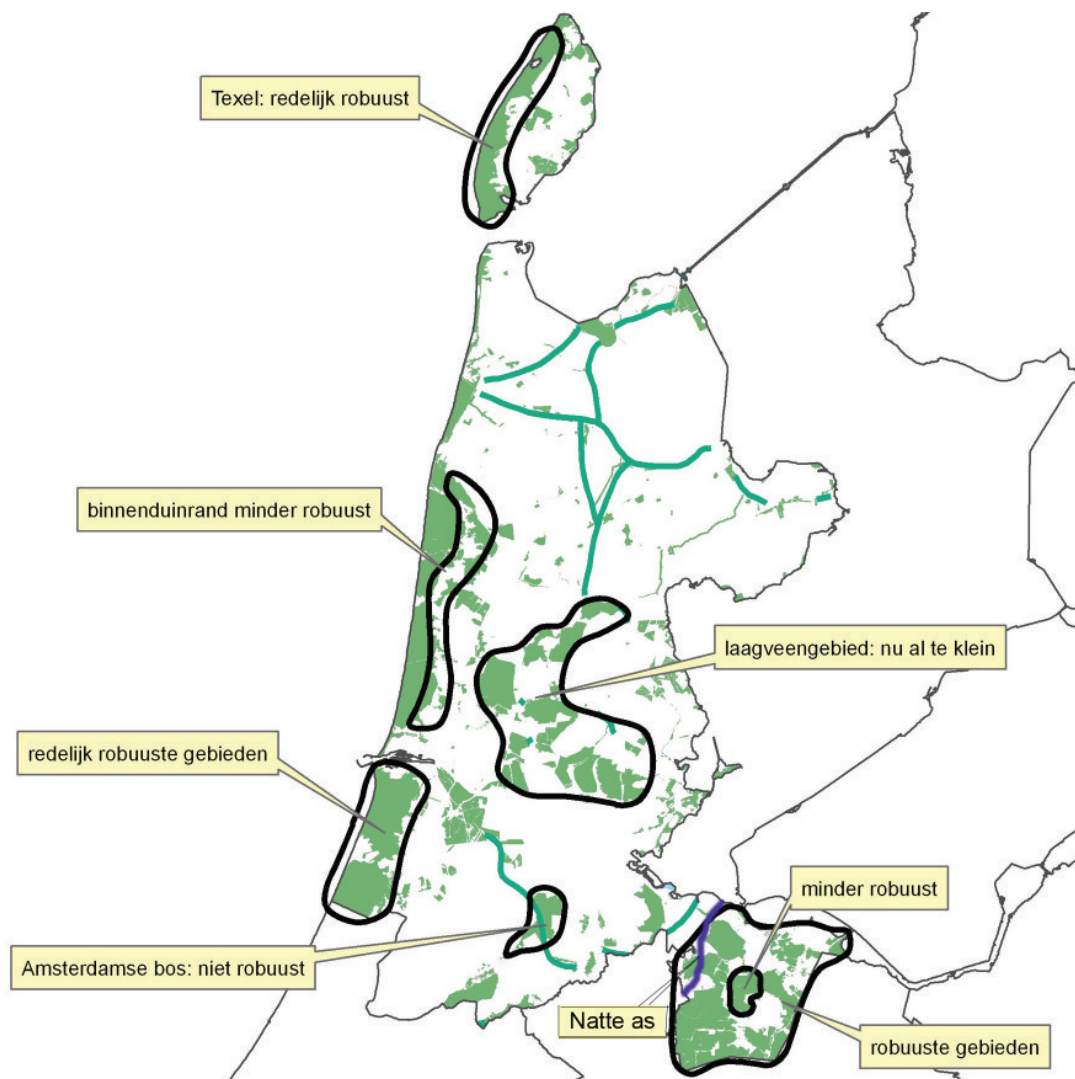 Texel: redelijk robuust
binnenduinrand minder robuust
laagveengebied: nu al te klein
redelijk robuuste gebieden
minder robuust
Amsterdamse bos: niet robuust
Natte as
robuuste gebieden